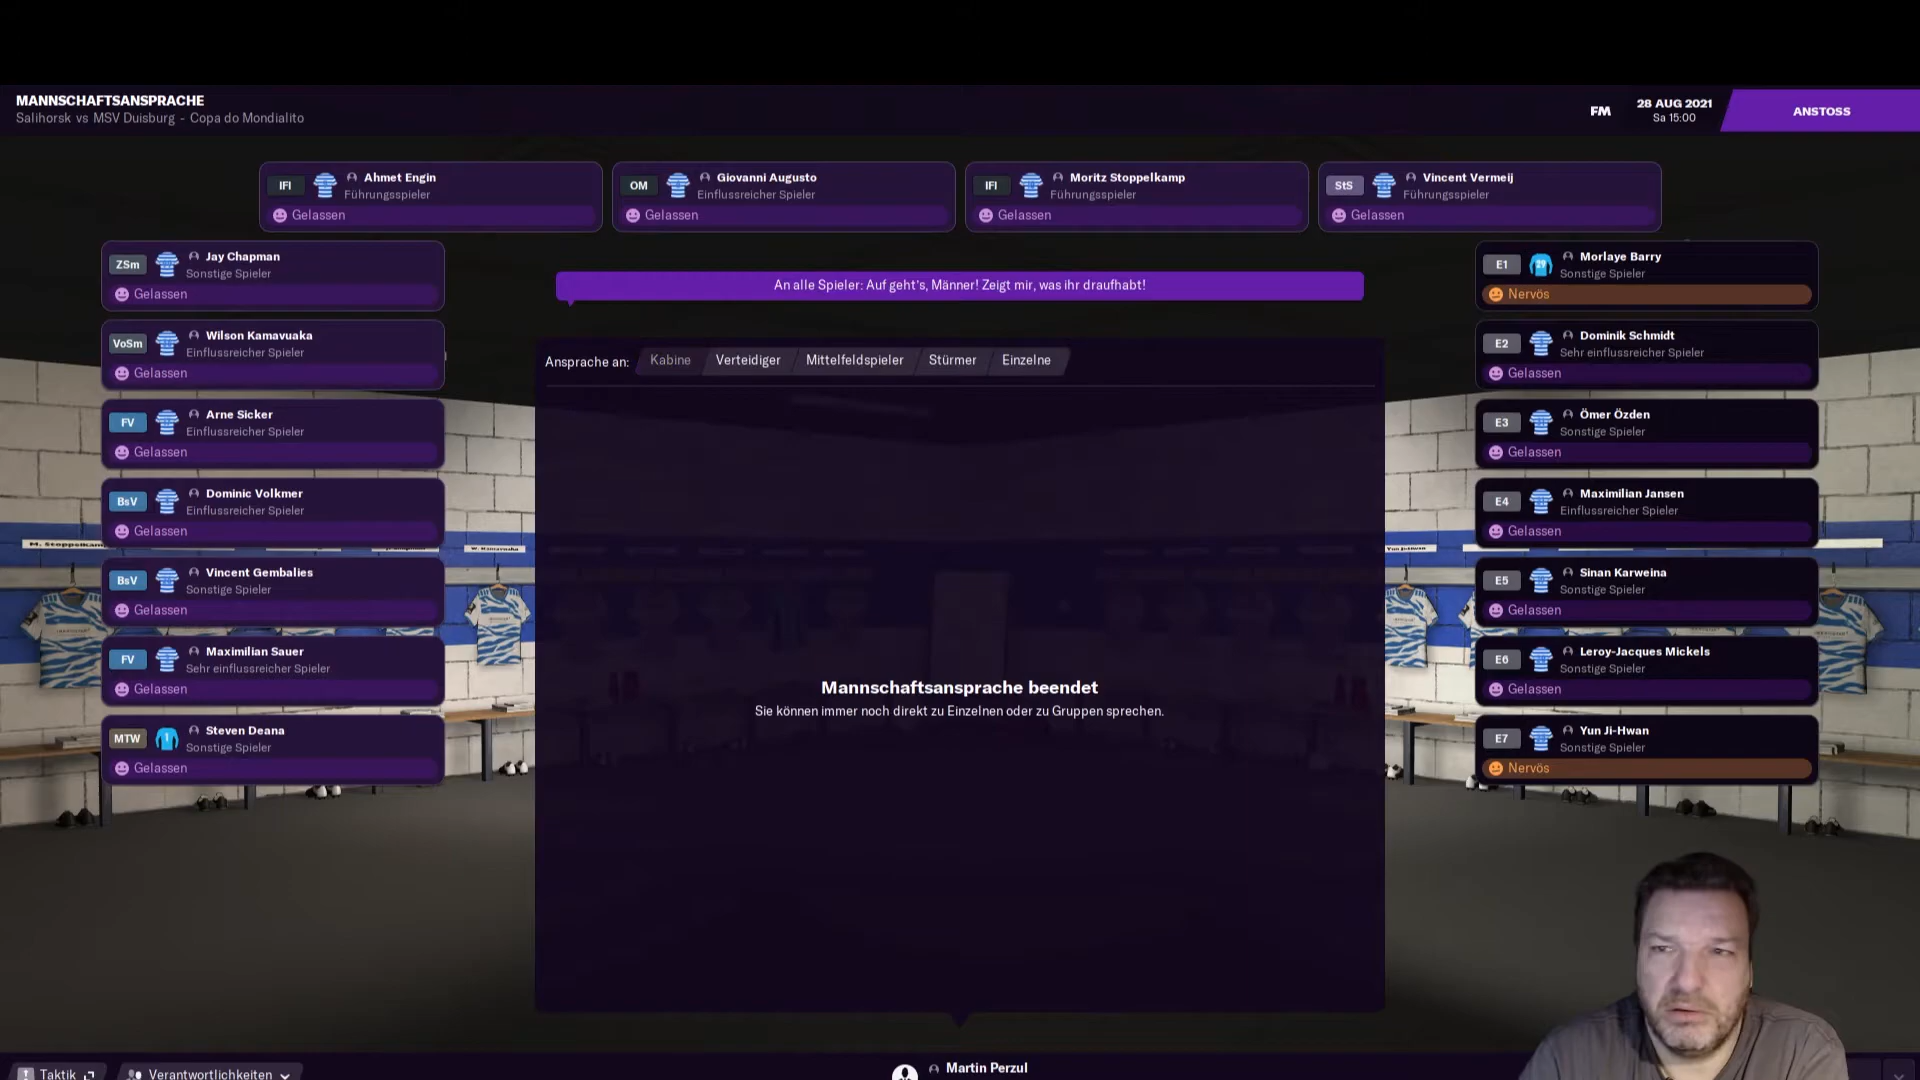 MANNSCHAFTSANSPRACHE
Salihorsk vs MSV Duisburg - Copa do Mondialito
FM
28 AUG 2021
Sa 15:00
ANSTOSS
IFl
Ahmet Engin
Führungsspieler
Gelassen
OM
Giovanni Augusto
Einflussreicher Spieler
Gelassen
IFl
Moritz Stoppelkamp
Führungsspieler
Gelassen
StS
Vincent Vermeij
Führungsspieler
Gelassen
ZSm
Jay Chapman
Sonstige Spieler
Gelassen
VoSm
Wilson Kamavuaka
Einflussreicher Spieler
Gelassen
FV
Arne Sicker
Einflussreicher Spieler
Gelassen
BsV
Dominic Volkmer
Einflussreicher Spieler
Gelassen
BsV
Vincent Gembalies
Sonstige Spieler
Gelassen
FV
Maximilian Sauer
Sehr einflussreicher Spieler
Gelassen
MTW
Steven Deana
Sonstige Spieler
Gelassen
An alle Spieler: Auf geht's, Männer! Zeigt mir, was ihr draufhabt!
Ansprache an: Kabine Verteidiger Mittelfeldspieler Stürmer Einzelne
Mannschaftsansprache beendet
Sie können immer noch direkt zu Einzelnen oder zu Gruppen sprechen.
E1
Morlaye Barry
Sonstige Spieler
Nervös
E2
Dominik Schmidt
Sehr einflussreicher Spieler
Gelassen
E3
Ömer Özden
Sonstige Spieler
Gelassen
E4
Maximilian Jansen
Einflussreicher Spieler
Gelassen
E5
Sinan Karweina
Sonstige Spieler
Gelassen
E6
Leroy-Jacques Mickels
Sonstige Spieler
Gelassen
E7
Yun Ji-Hwan
Sonstige Spieler
Nervös
M. Stoppelkam
W. Kamavuaka
Taktik
Verantwortlichkeiten
Martin Perzul